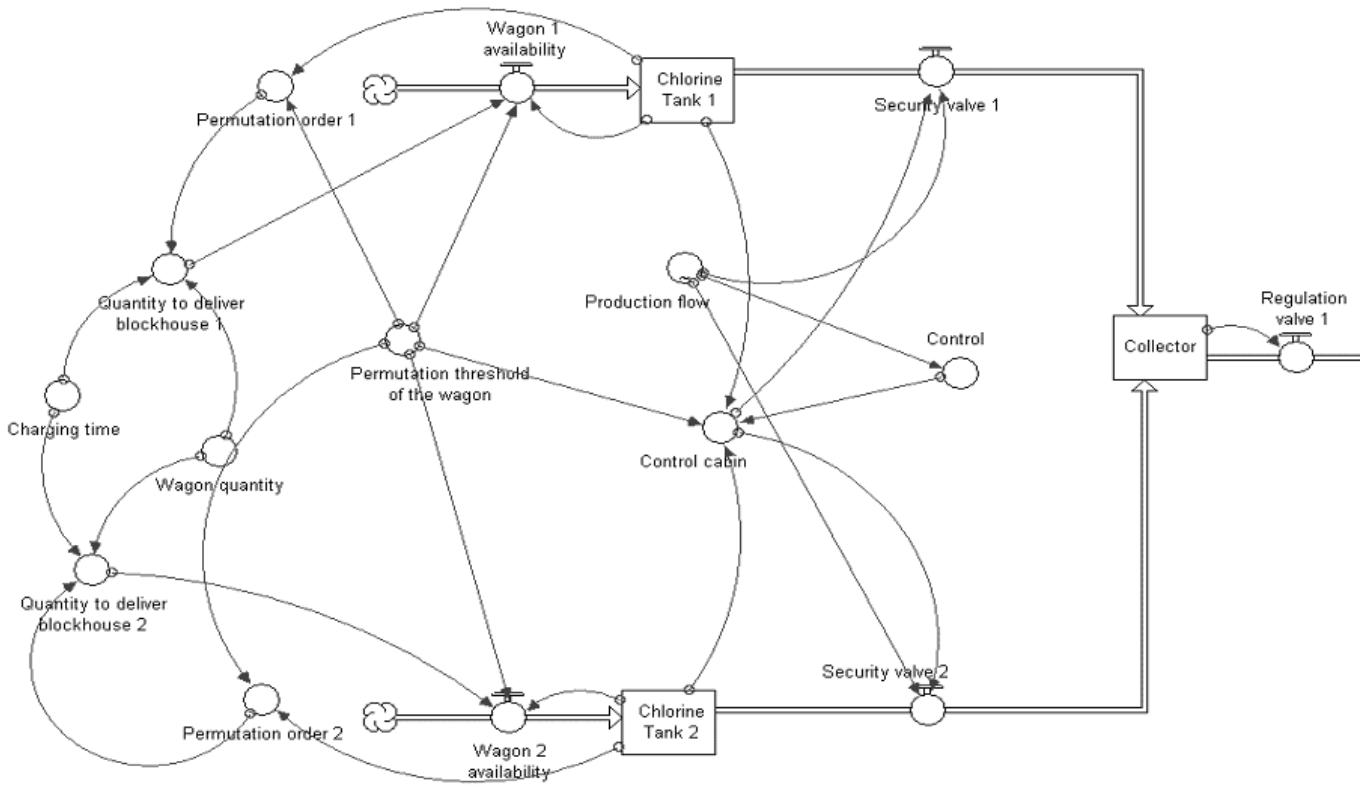 Wagon 1
availability
Chlorine
Tank 1
Security valve 1
Permutation order 1
Quantity to deliver
blockhouse 1
Production flow
Regulation
valve 1
Control
Collector
Permutation threshold
of the wagon
Charging time
Control cabin
Wagon quantity
Quantity to deliver
blockhouse 2
Security valve 2
Chlorine
Tank 2
Permutation order 2
Wagon 2
availability